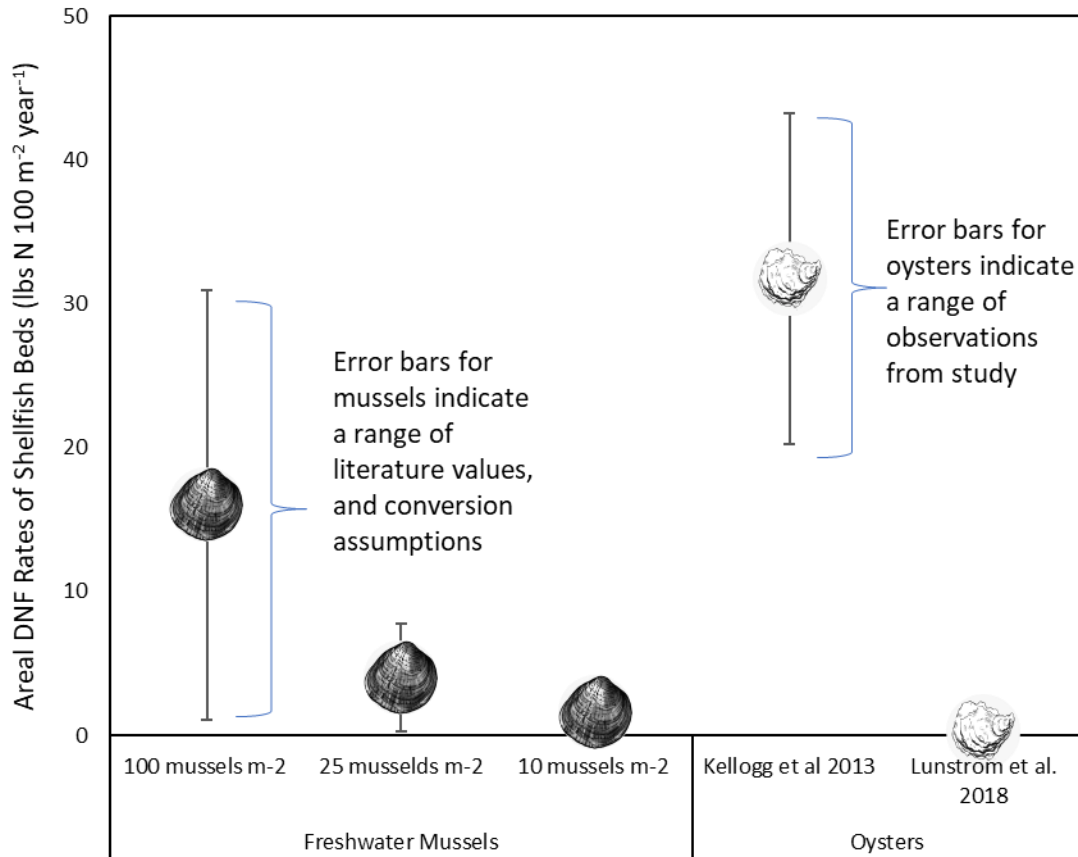 Areal DNF Rates of Shellfish Beds (lbs N 100 m⁻² year⁻¹)
50
40
30
20
10
0
Error bars for
mussels indicate
a range of
literature values,
and conversion
assumptions
Error bars for
oysters indicate
a range of
observations
from study
100 mussels m-2
25 musselds m-2
10 mussels m-2
Kellogg et al 2013
Lunstrom et al.
2018
Freshwater Mussels
Oysters